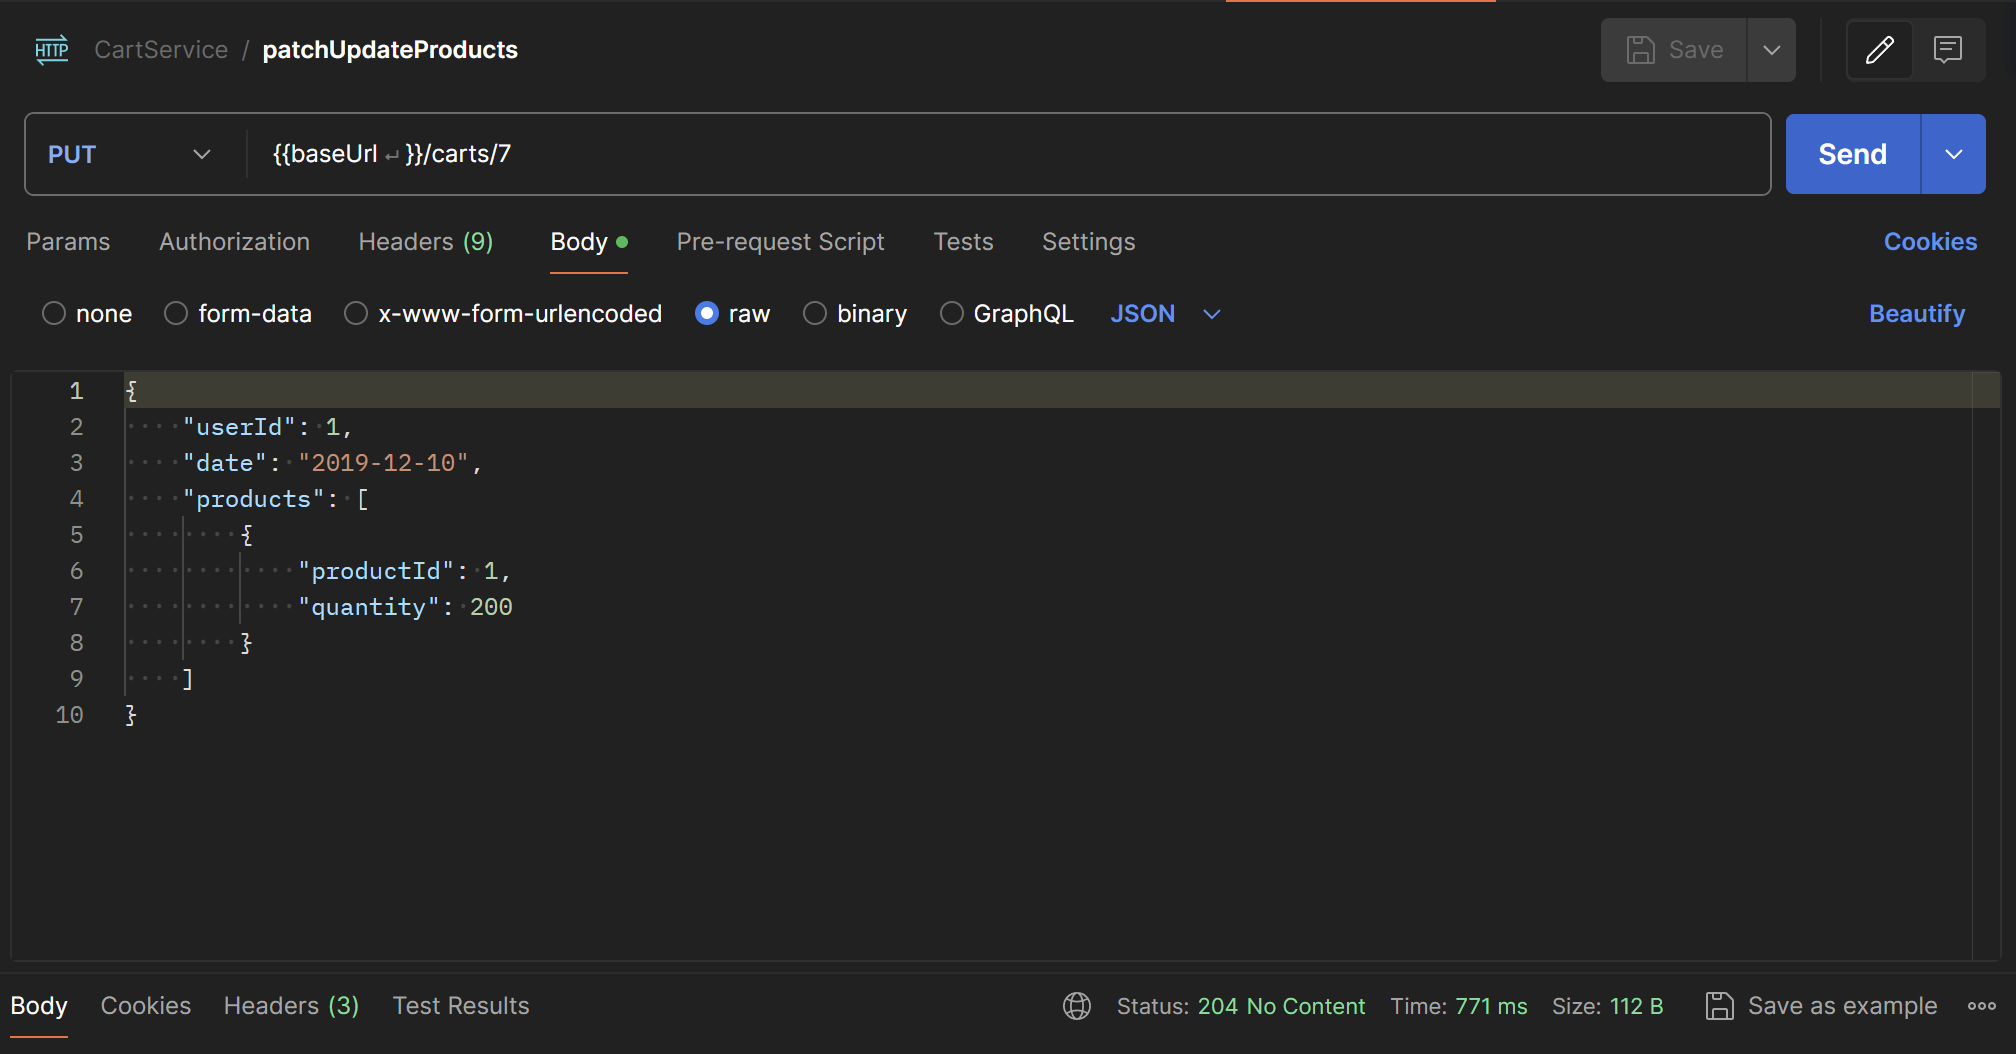 HTTP CartService / patchUpdateProducts Save
PUT {{baseUrl ↵ }}/carts/7 Send
Params Authorization Headers (9) Body Pre-request Script Tests Settings Cookies
none form-data x-www-form-urlencoded raw binary GraphQL JSON Beautify
1 {
2 "userId": 1,
3 "date": "2019-12-10",
4 "products": [
5 {
6 "productId": 1,
7 "quantity": 200
8 }
9 ]
10 }
Body Cookies Headers (3) Test Results Status: 204 No Content Time: 771 ms Size: 112 B Save as example